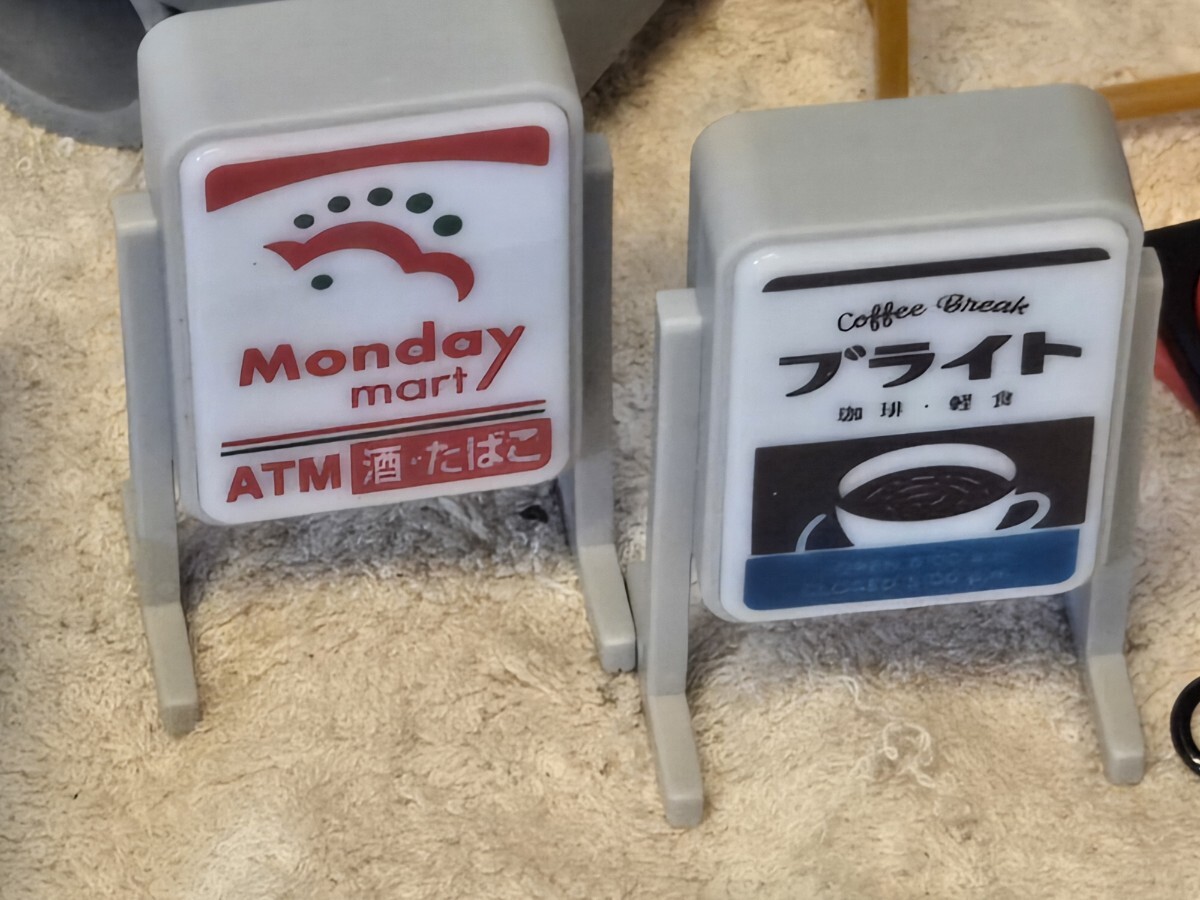 Monday
mart
ATM 酒・たばこ
Coffee Break
ブライト
珈琲・軽食